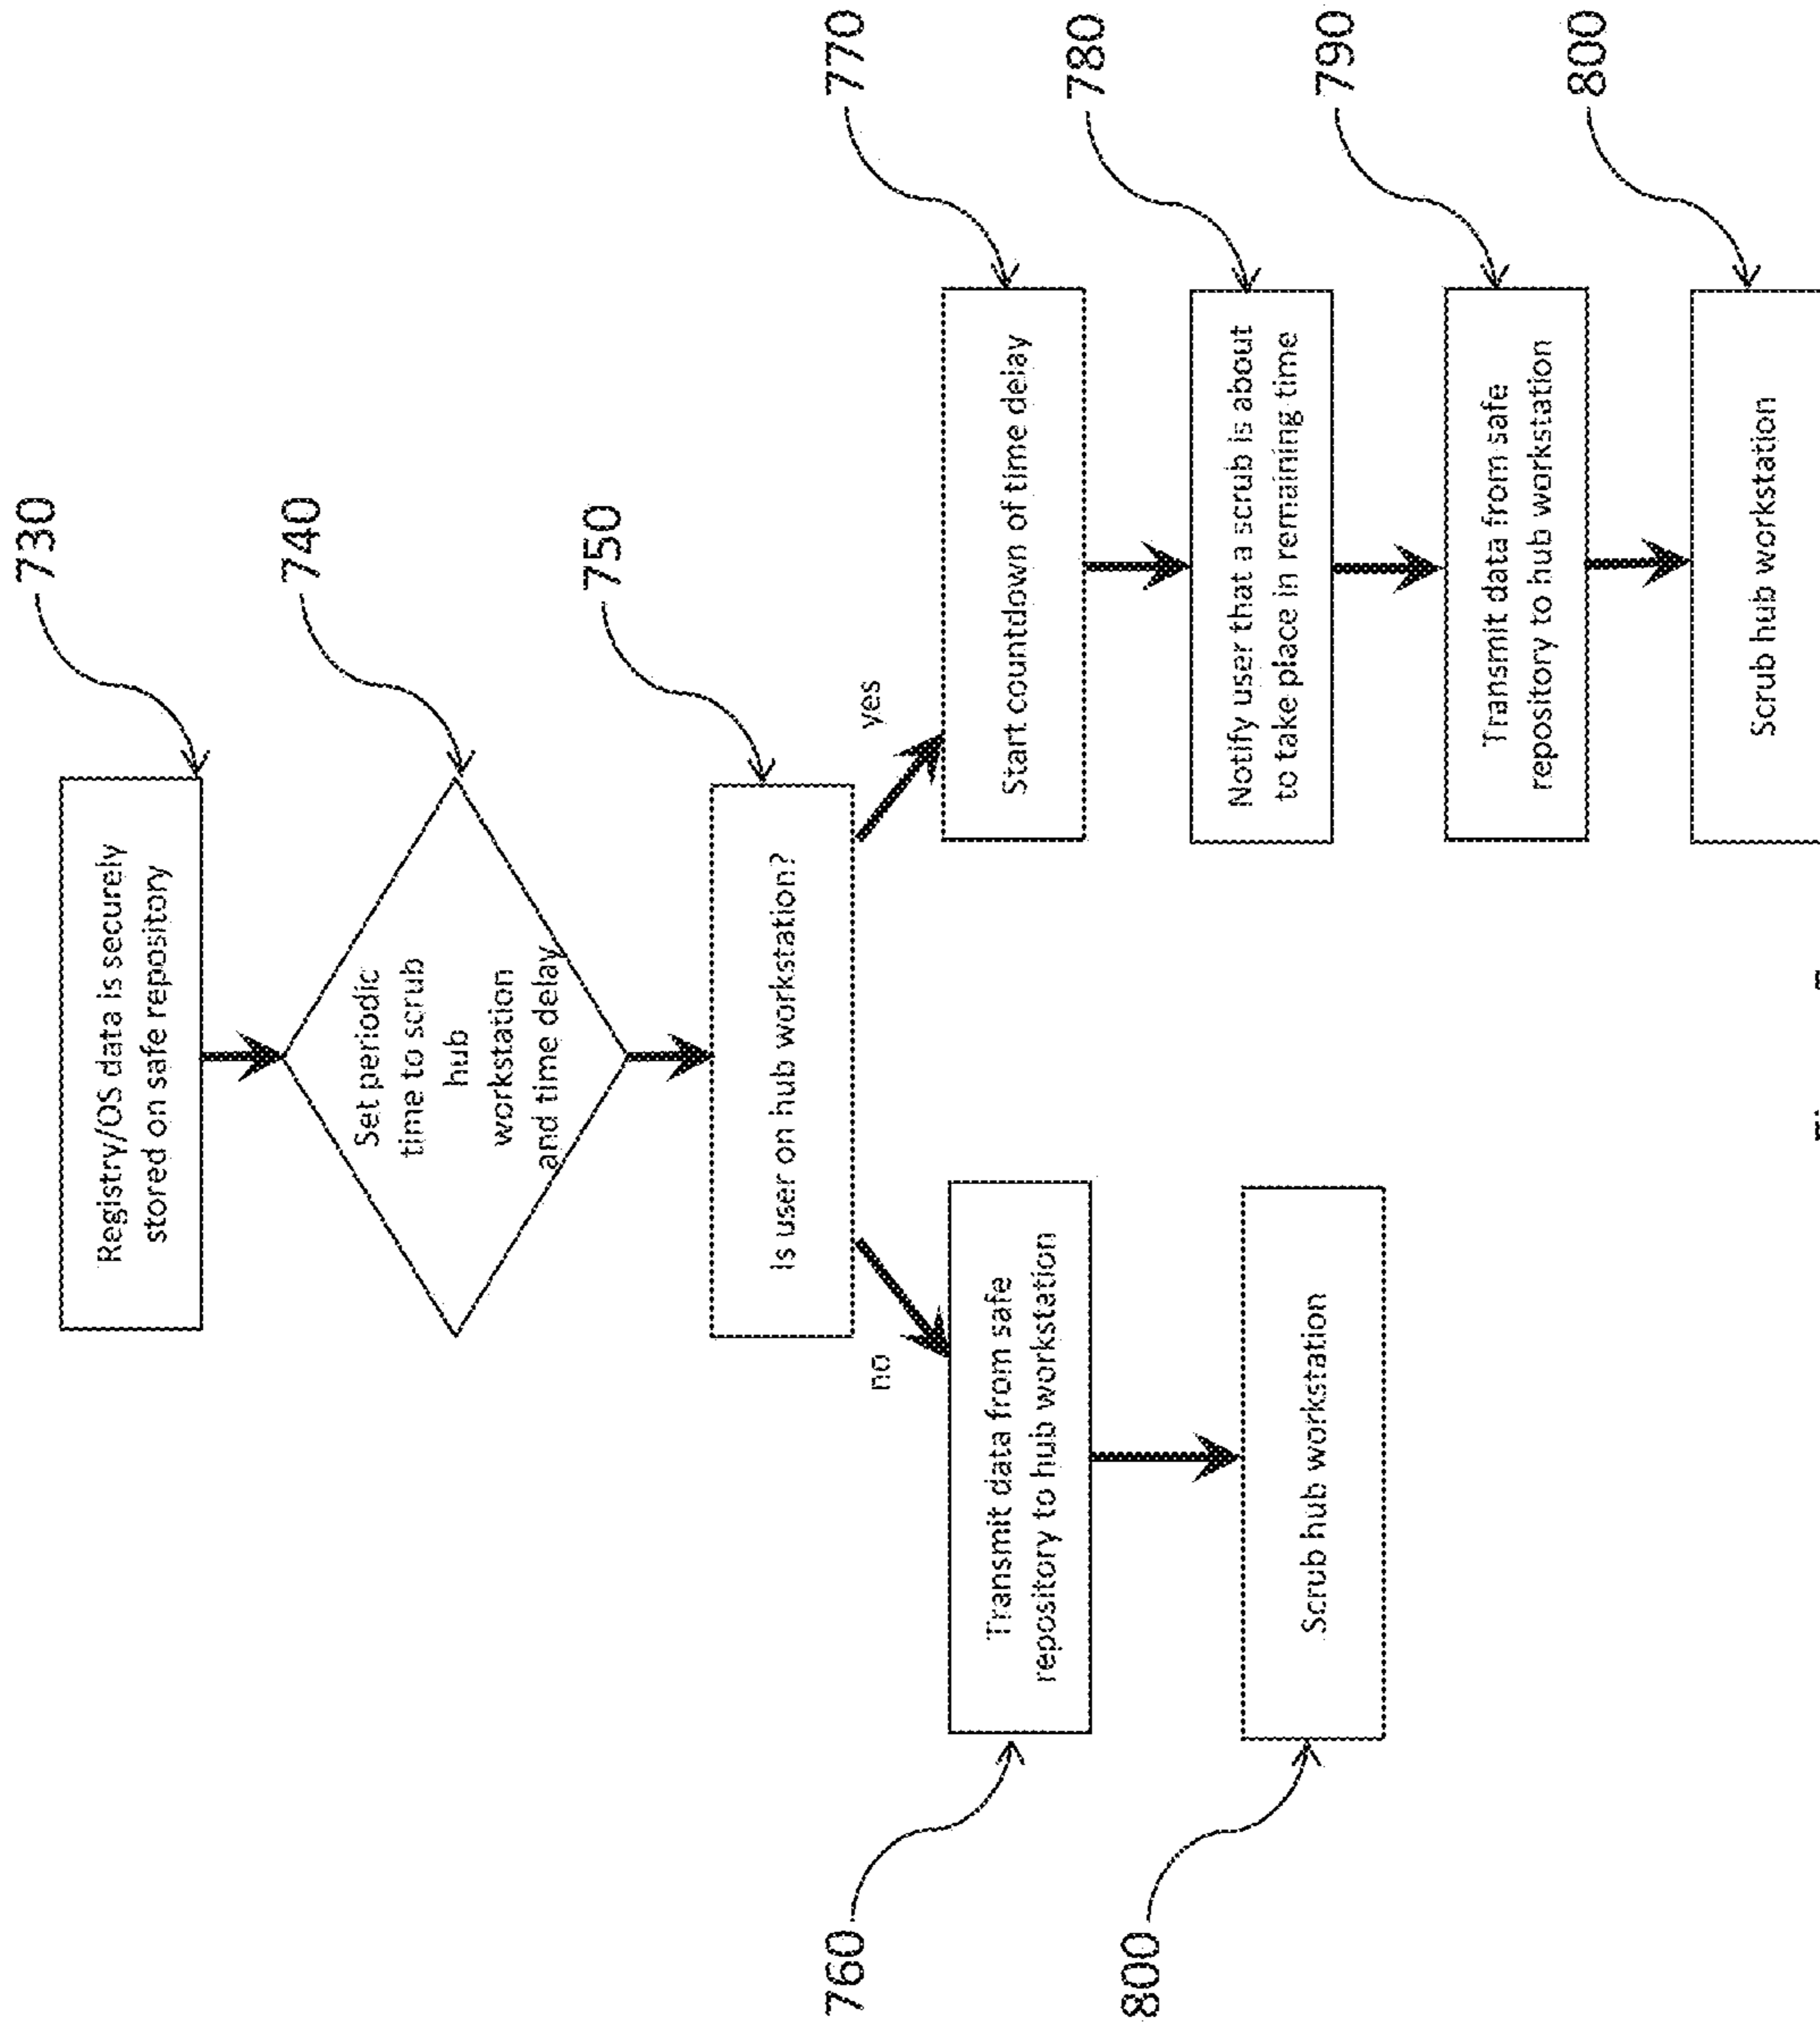 730
Registry/OS data is securely
stored on safe repository
740
Set periodic
time to scrub
hub
workstation
and time delay
750
Is user on hub workstation?
no
yes
760
Transmit data from safe
repository to hub workstation
800
Scrub hub workstation
770
Start countdown of time delay
780
Notify user that a scrub is about
to take place in remaining time
790
Transmit data from safe
repository to hub workstation
800
Scrub hub workstation